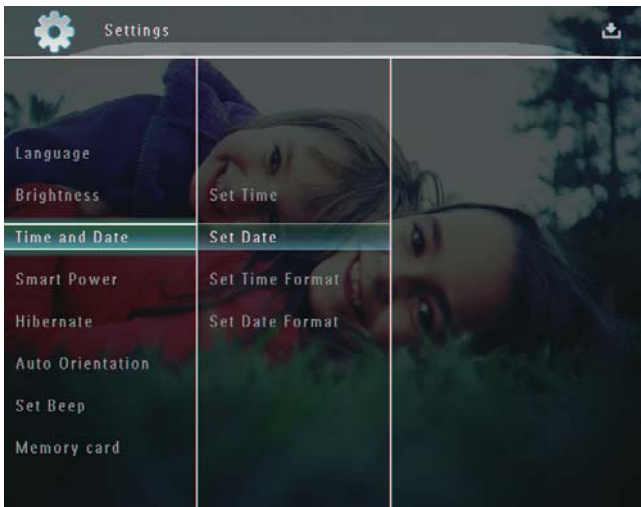 Settings
Language
Brightness
Time and Date
Smart Power
Hibernate
Auto Orientation
Set Beep
Memory card
Set Time
Set Date
Set Time Format
Set Date Format